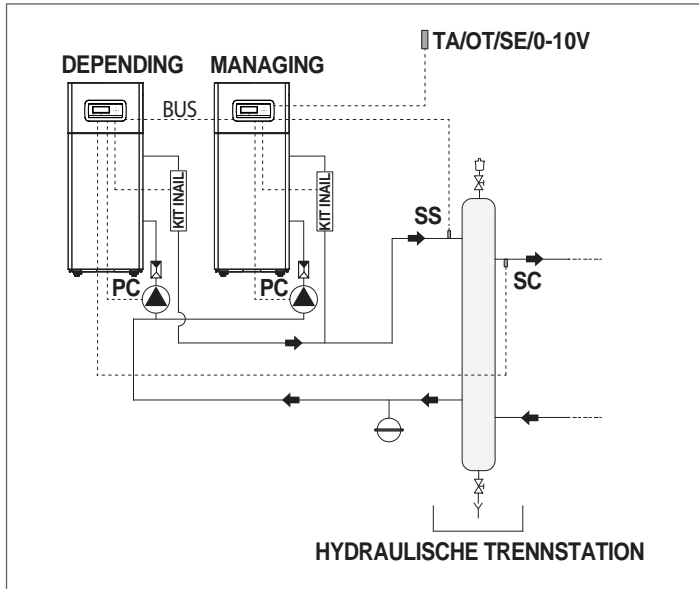 TA/OT/SE/0-10V
DEPENDING
MANAGING
BUS
KIT INAIL
KIT INAIL
SS
SC
PC
PC
HYDRAULISCHE TRENNSTATION